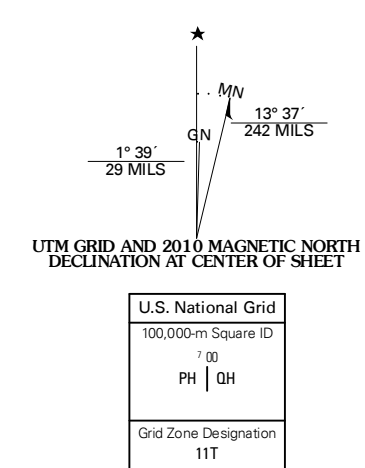 ★
MN
GN
13° 37´
242 MILS
1° 39´
29 MILS
UTM GRID AND 2010 MAGNETIC NORTH
DECLINATION AT CENTER OF SHEET
U.S. National Grid
100,000-m Square ID
7 00
PH QH
Grid Zone Designation
11T